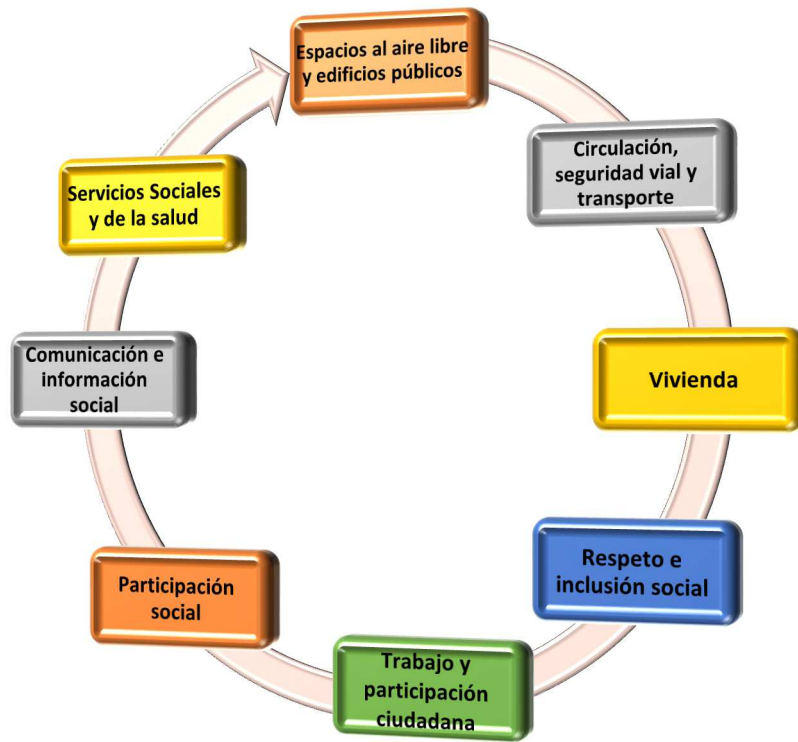 Espacios al aire libre
y edificios públicos
Circulación,
seguridad vial y
transporte
Vivienda
Respeto e
inclusión social
Trabajo y
participación
ciudadana
Participación
social
Comunicación e
información
social
Servicios Sociales
y de la salud